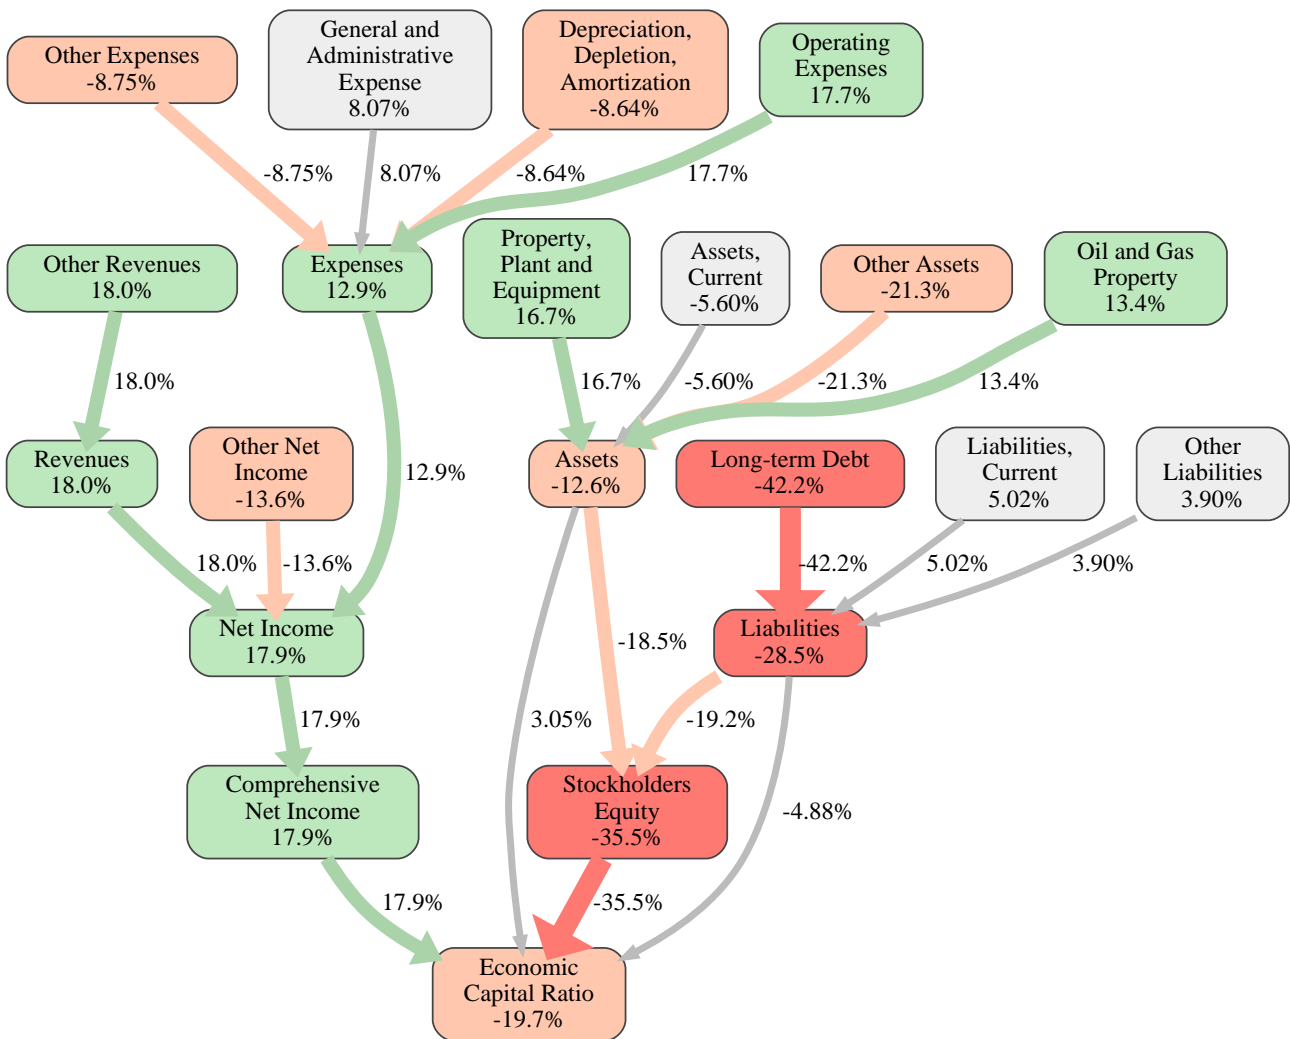 Other Expenses
-8.75%
General and
Administrative
Expense
8.07%
Depreciation,
Depletion,
Amortization
-8.64%
Operating
Expenses
17.7%
-8.75%
8.07%
-8.64%
17.7%
Other Revenues
18.0%
Expenses
12.9%
Property,
Plant and
Equipment
16.7%
Assets,
Current
-5.60%
Other Assets
-21.3%
Oil and Gas
Property
13.4%
18.0%
16.7%
-5.60%
-21.3%
13.4%
Revenues
18.0%
Other Net
Income
-13.6%
12.9%
Assets
-12.6%
Long-term Debt
-42.2%
Liabilities,
Current
5.02%
Other
Liabilities
3.90%
18.0%
-13.6%
-42.2%
5.02%
3.90%
Net Income
17.9%
-18.5%
Liabilities
-28.5%
17.9%
3.05%
-19.2%
Comprehensive
Net Income
17.9%
Stockholders
Equity
-35.5%
-4.88%
17.9%
-35.5%
Economic
Capital Ratio
-19.7%